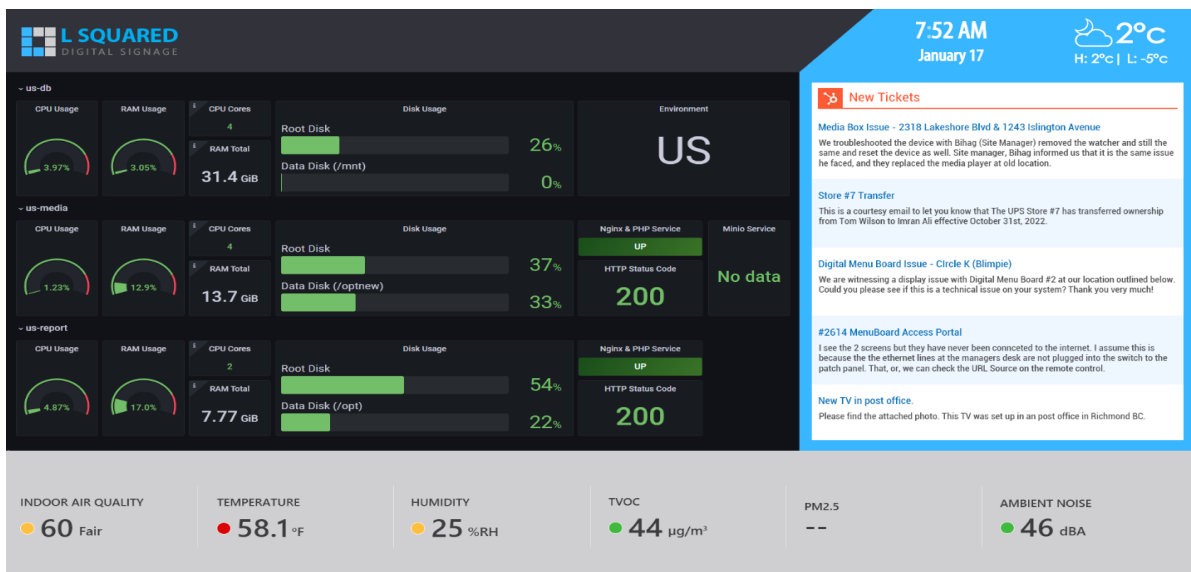 L SQUARED
DIGITAL SIGNAGE
7:52 AM
January 17
2°c
H: 2°c | L: -5°c
us-db
CPU Usage
3.97%
RAM Usage
3.05%
CPU Cores
4
RAM Total
31.4 GiB
Disk Usage
Root Disk
26%
Data Disk (/mnt)
0%
Environment
US
us-media
CPU Usage
1.23%
RAM Usage
12.9%
CPU Cores
4
RAM Total
13.7 GiB
Disk Usage
Root Disk
37%
Data Disk (/optnew)
33%
Nginx & PHP Service
UP
HTTP Status Code
200
Minio Service
No data
us-report
CPU Usage
4.87%
RAM Usage
17.0%
CPU Cores
2
RAM Total
7.77 GiB
Disk Usage
Root Disk
54%
Data Disk (/opt)
22%
Nginx & PHP Service
UP
HTTP Status Code
200
New Tickets
Media Box Issue - 2318 Lakeshore Blvd & 1243 Islington Avenue
We troubleshooted the device with Bihag (Site Manager) removed the watcher and still the
same and reset the device as well. Site manager, Bihag informed us that it is the same issue
he faced, and they replaced the media player at old location.
Store #7 Transfer
This is a courtesy email to let you know that The UPS Store #7 has transferred ownership
from Tom Wilson to Imran Ali effective October 31st, 2022.
Digital Menu Board Issue - CIrcle K (Blimpie)
We are witnessing a display issue with Digital Menu Board #2 at our location outlined below.
Could you please see if this is a technical issue on your system? Thank you very much!
#2614 MenuBoard Access Portal
I see the 2 screens but they have never been connceted to the internet. I assume this is
because the the ethernet lines at the managers desk are not plugged into the switch to the
patch panel. That, or, we can check the URL Source on the remote control.
New TV in post office.
Please find the attached photo. This TV was set up in an post office in Richmond BC.
INDOOR AIR QUALITY
60 Fair
TEMPERATURE
58.1 °F
HUMIDITY
25 %RH
TVOC
44 µg/m³
PM2.5
--
AMBIENT NOISE
46 dBA